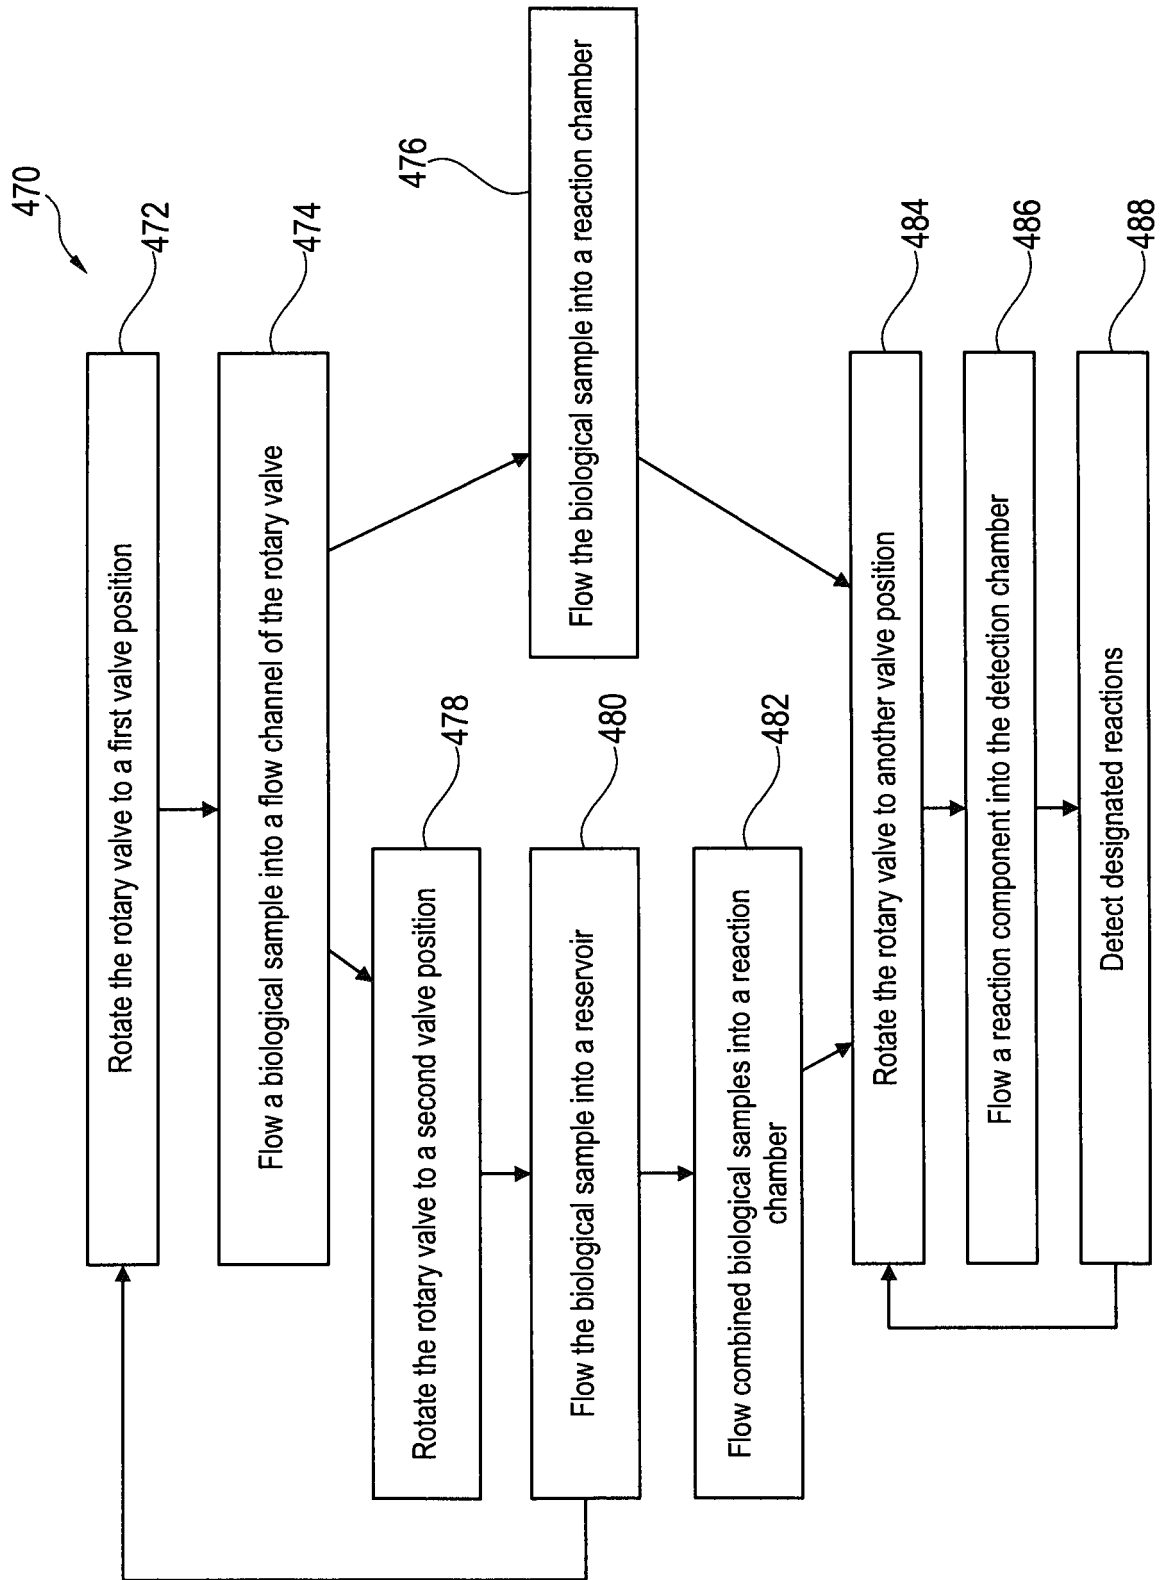 470
Rotate the rotary valve to a first valve position
472
Flow a biological sample into a flow channel of the rotary valve
474
Flow the biological sample into a reaction chamber
476
Rotate the rotary valve to a second valve position
478
Flow the biological sample into a reservoir
480
Flow combined biological samples into a reaction
chamber
482
Rotate the rotary valve to another valve position
484
Flow a reaction component into the detection chamber
486
Detect designated reactions
488